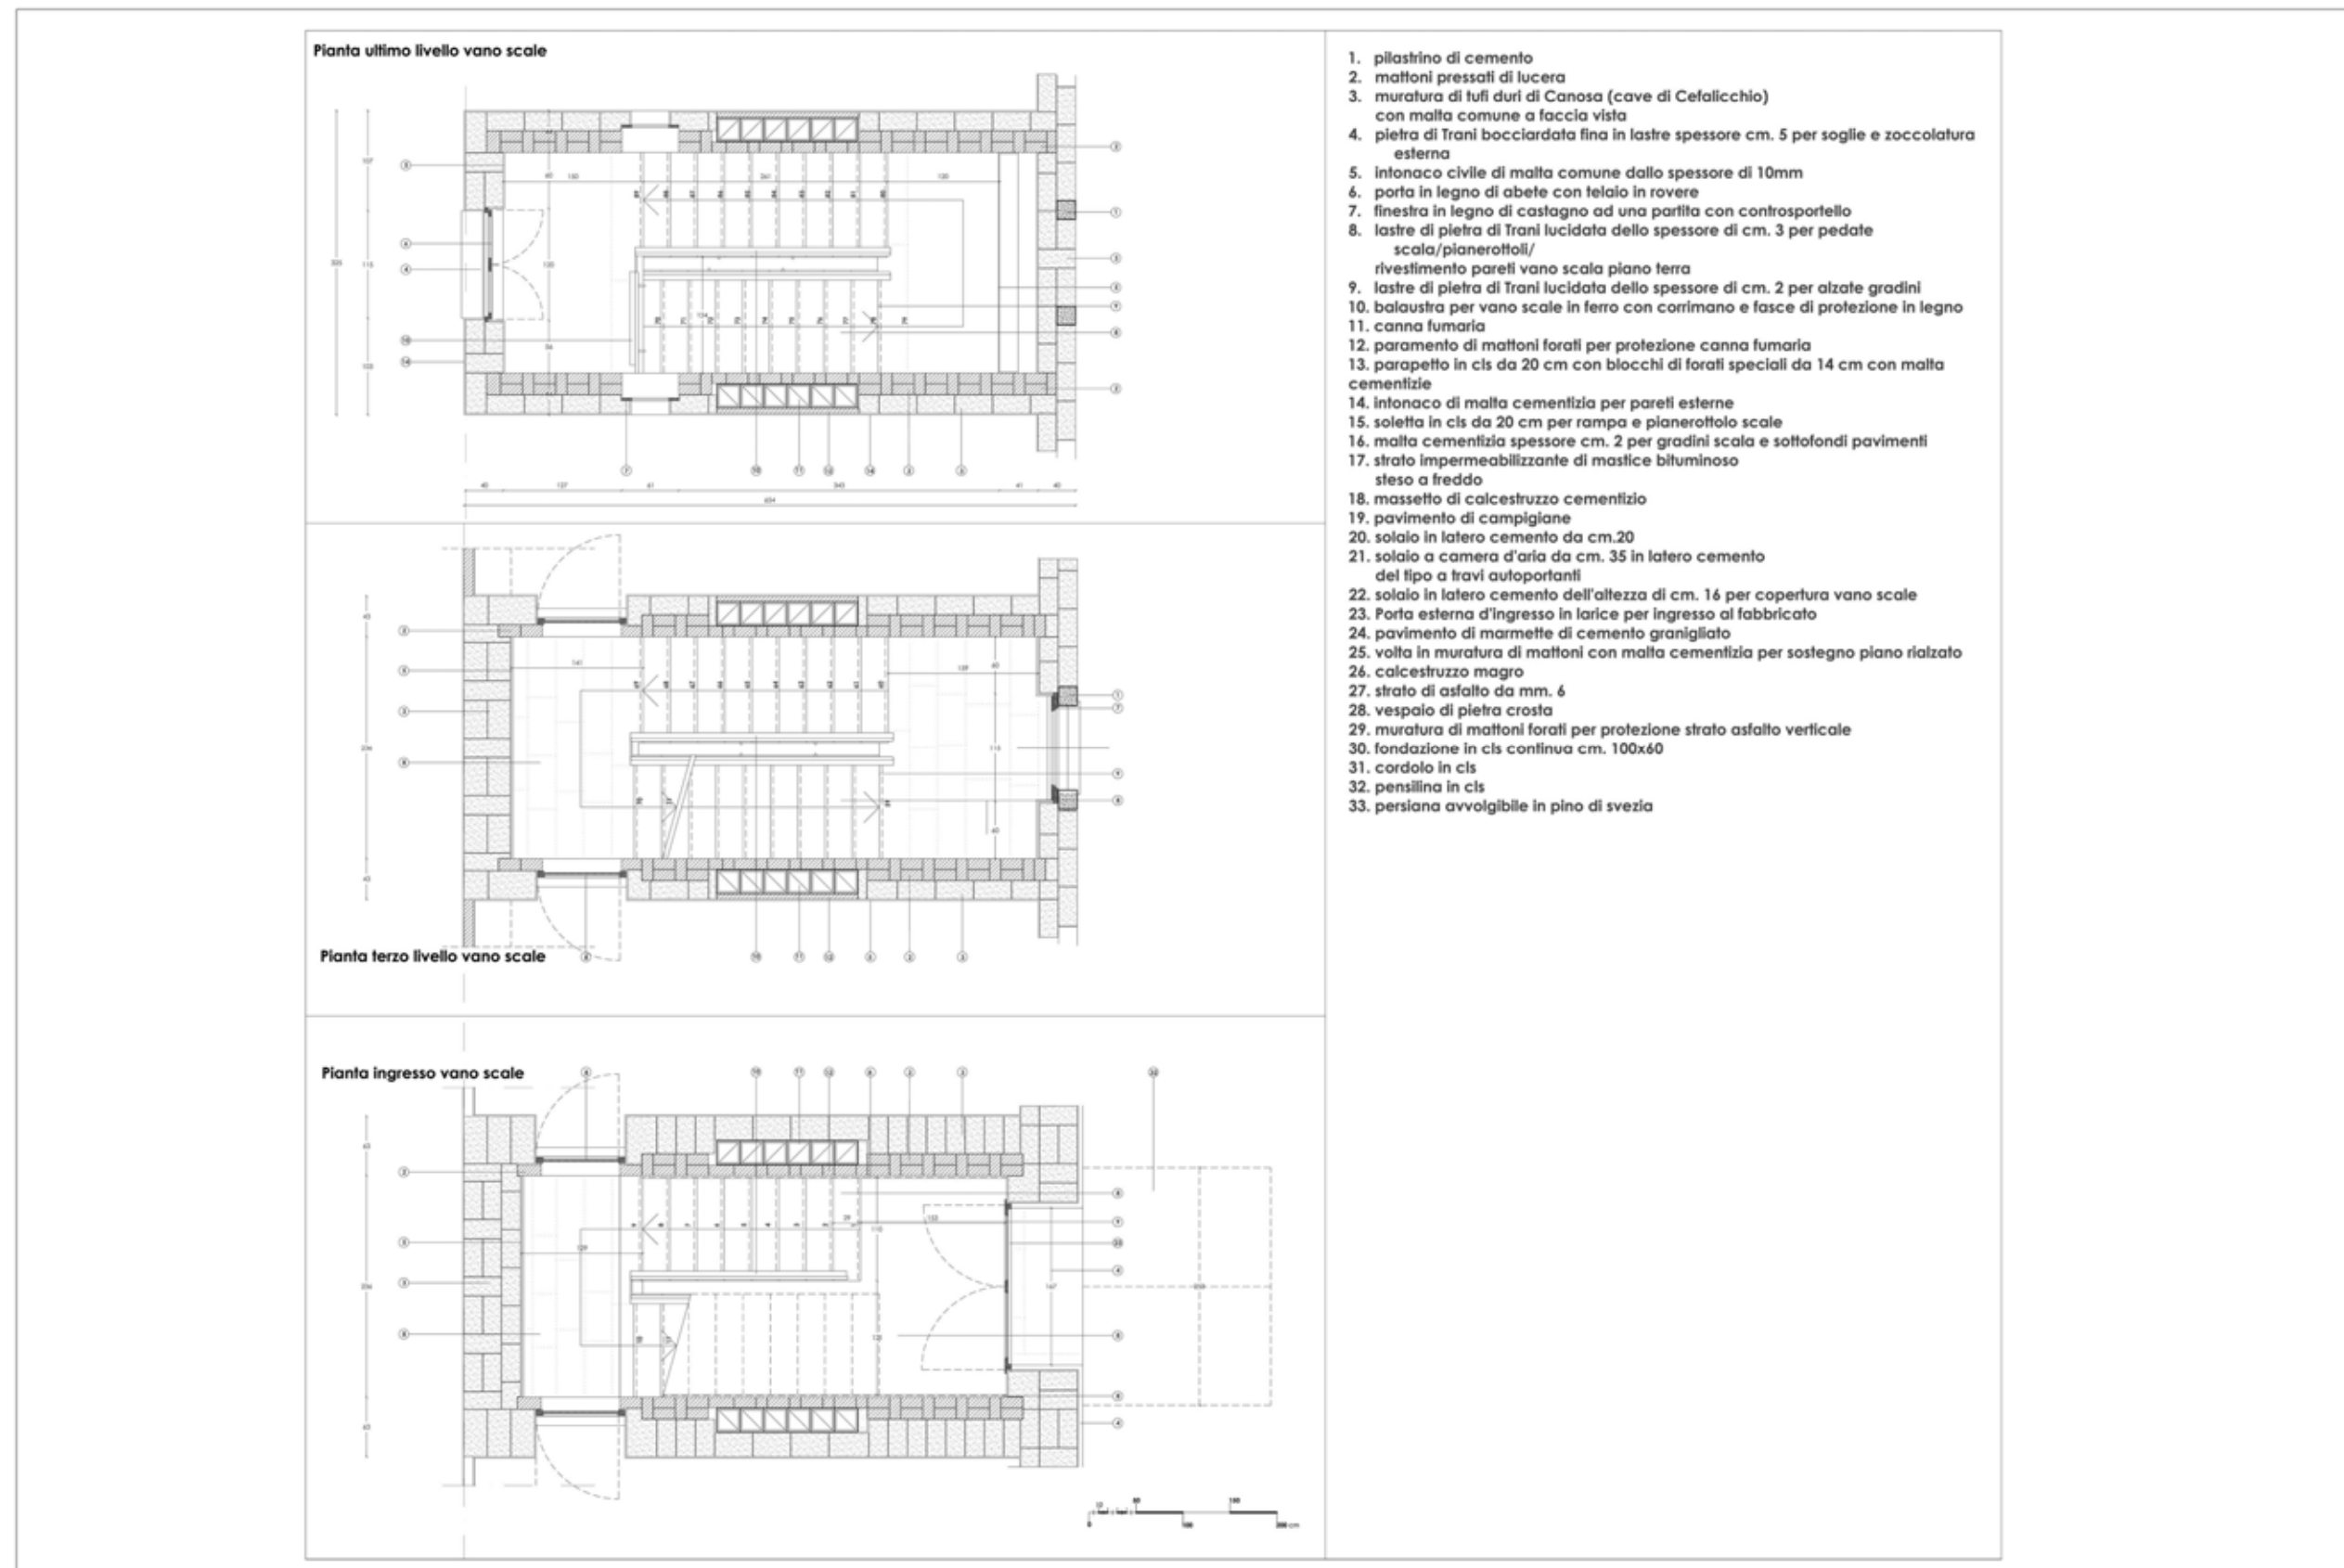 Pianta ultimo livello vano scale
Pianta terzo livello vano scale
Pianta ingresso vano scale
1. pilastrino di cemento
2. mattoni pressati di lucera
3. muratura di tufi duri di Canosa (cave di Cefalicchio)
con malta comune a faccia vista
4. pietra di Trani bocciardata fina in lastre spessore cm. 5 per soglie e zoccolatura
esterna
5. intonaco civile di malta comune dallo spessore di 10mm
6. porta in legno di abete con telaio in rovere
7. finestra in legno di castagno ad una partita con controsportello
8. lastre di pietra di Trani lucidata dello spessore di cm. 3 per pedate
scala/pianerottoli/
rivestimento pareti vano scala piano terra
9. lastre di pietra di Trani lucidata dello spessore di cm. 2 per alzate gradini
10. balaustra per vano scale in ferro con corrimano e fasce di protezione in legno
11. canna fumaria
12. paramento di mattoni forati per protezione canna fumaria
13. parapetto in cls da 20 cm con blocchi di forati speciali da 14 cm con malta
cementizie
14. intonaco di malta cementizia per pareti esterne
15. soletta in cls da 20 cm per rampa e pianerottolo scale
16. malta cementizia spessore cm. 2 per gradini scala e sottofondi pavimenti
17. strato impermeabilizzante di mastice bituminoso
steso a freddo
18. massetto di calcestruzzo cementizio
19. pavimento di campigiane
20. solaio in latero cemento da cm.20
21. solaio a camera d'aria da cm. 35 in latero cemento
del tipo a travi autoportanti
22. solaio in latero cemento dell'altezza di cm. 16 per copertura vano scale
23. Porta esterna d'ingresso in larice per ingresso al fabbricato
24. pavimento di marmette di cemento granigliato
25. volta in muratura di mattoni con malta cementizia per sostegno piano rialzato
26. calcestruzzo magro
27. strato di asfalto da mm. 6
28. vespaio di pietra crosta
29. muratura di mattoni forati per protezione strato asfalto verticale
30. fondazione in cls continua cm. 100x60
31. cordolo in cls
32. pensilina in cls
33. persiana avvolgibile in pino di svezia